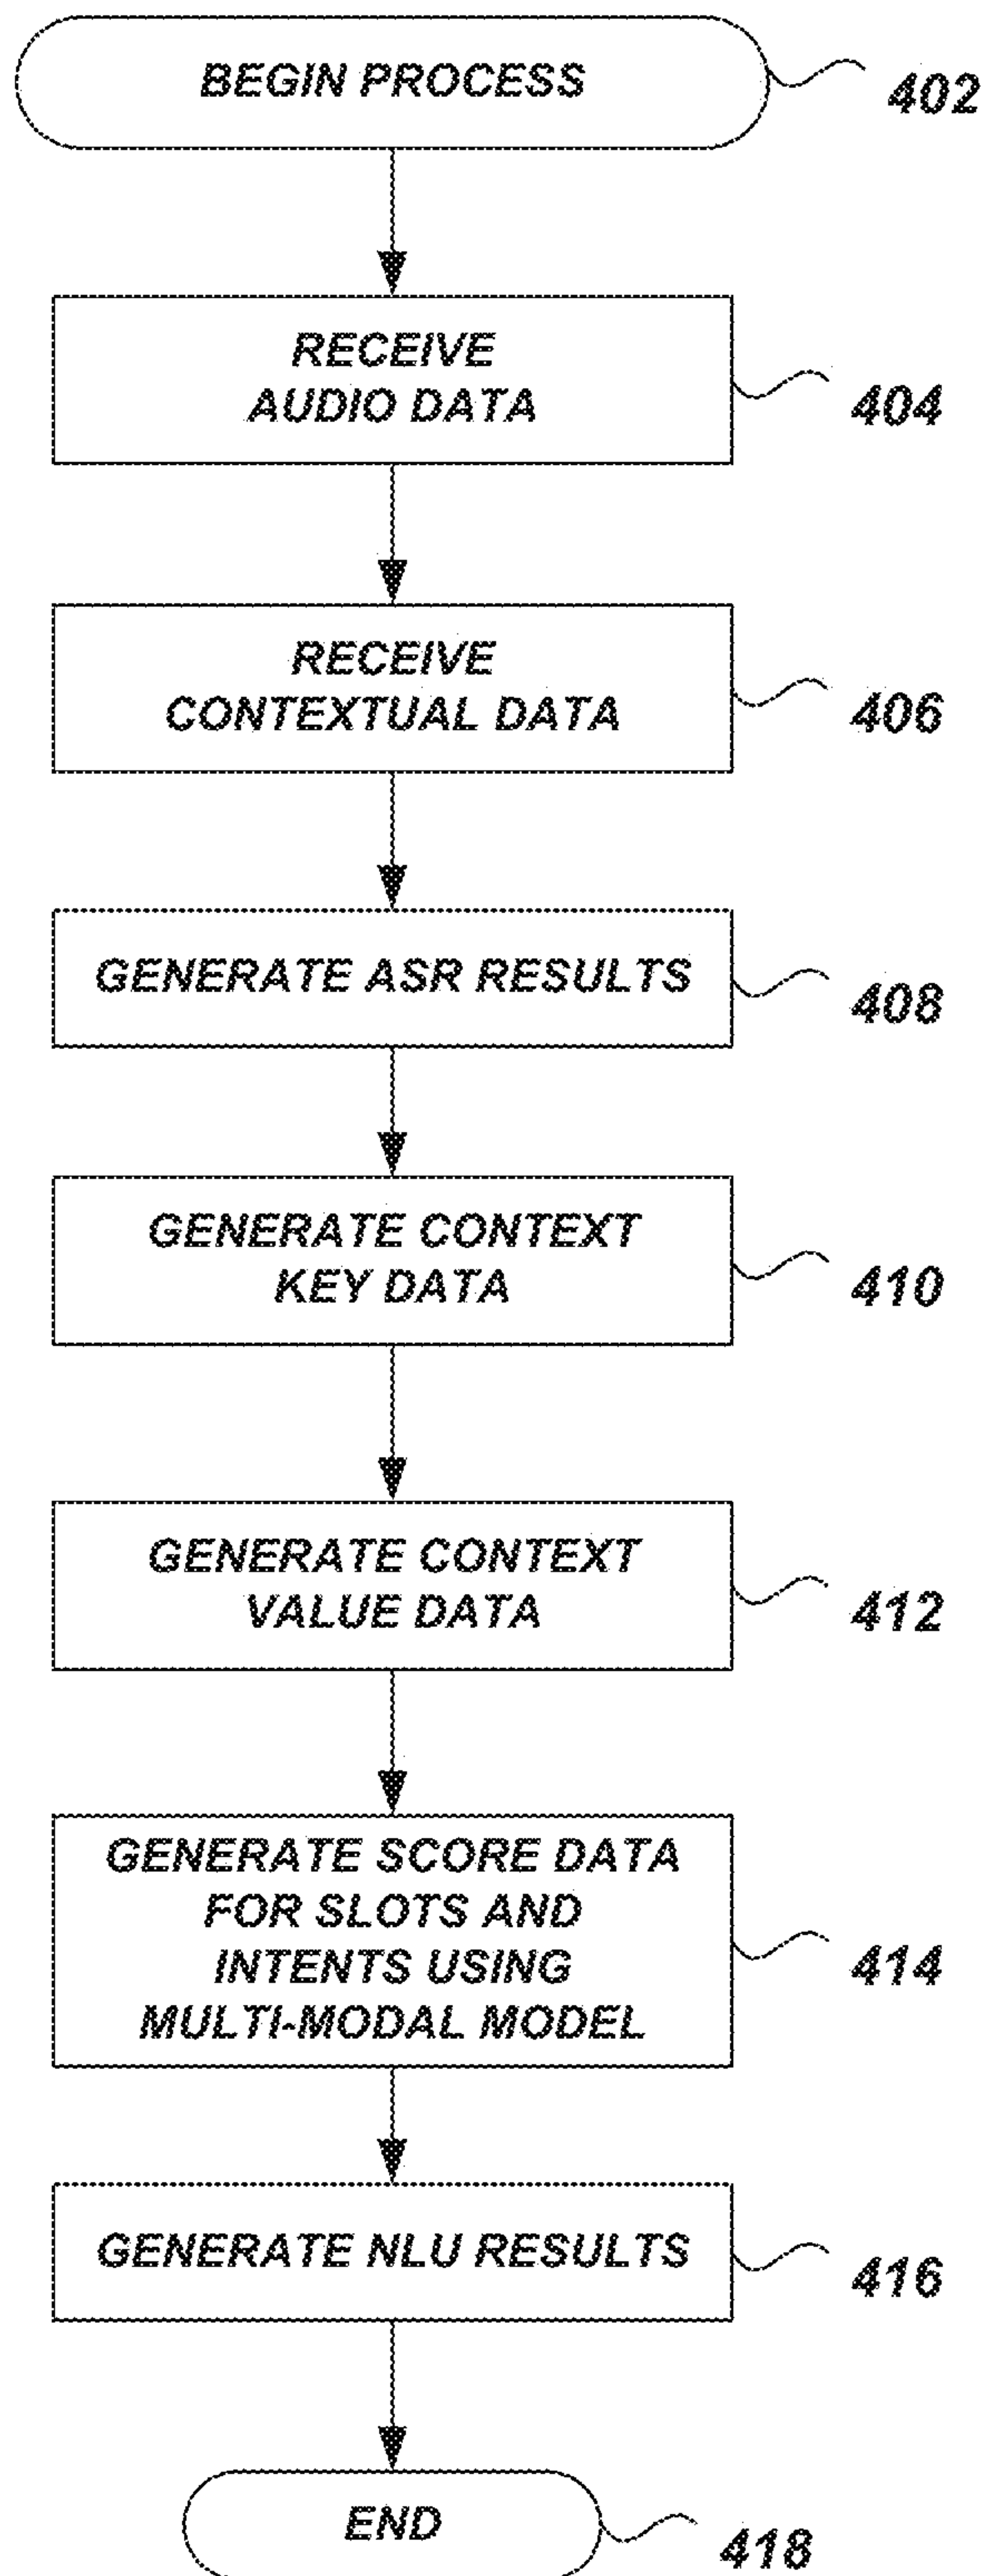 BEGIN PROCESS
402
RECEIVE
AUDIO DATA
404
RECEIVE
CONTEXTUAL DATA
406
GENERATE ASR RESULTS
408
GENERATE CONTEXT
KEY DATA
410
GENERATE CONTEXT
VALUE DATA
412
GENERATE SCORE DATA
FOR SLOTS AND
INTENTS USING
MULTI-MODAL MODEL
414
GENERATE NLU RESULTS
416
END
418